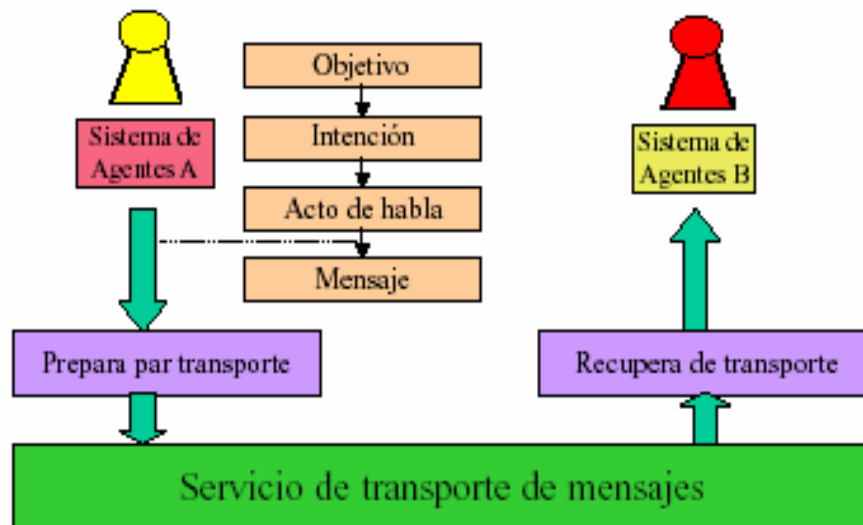 Objetivo
Sistema de
Agentes A
Intención
Sistema de
Agentes B
Acto de habla
Mensaje
Prepara par transporte
Recupera de transporte
Servicio de transporte de mensajes